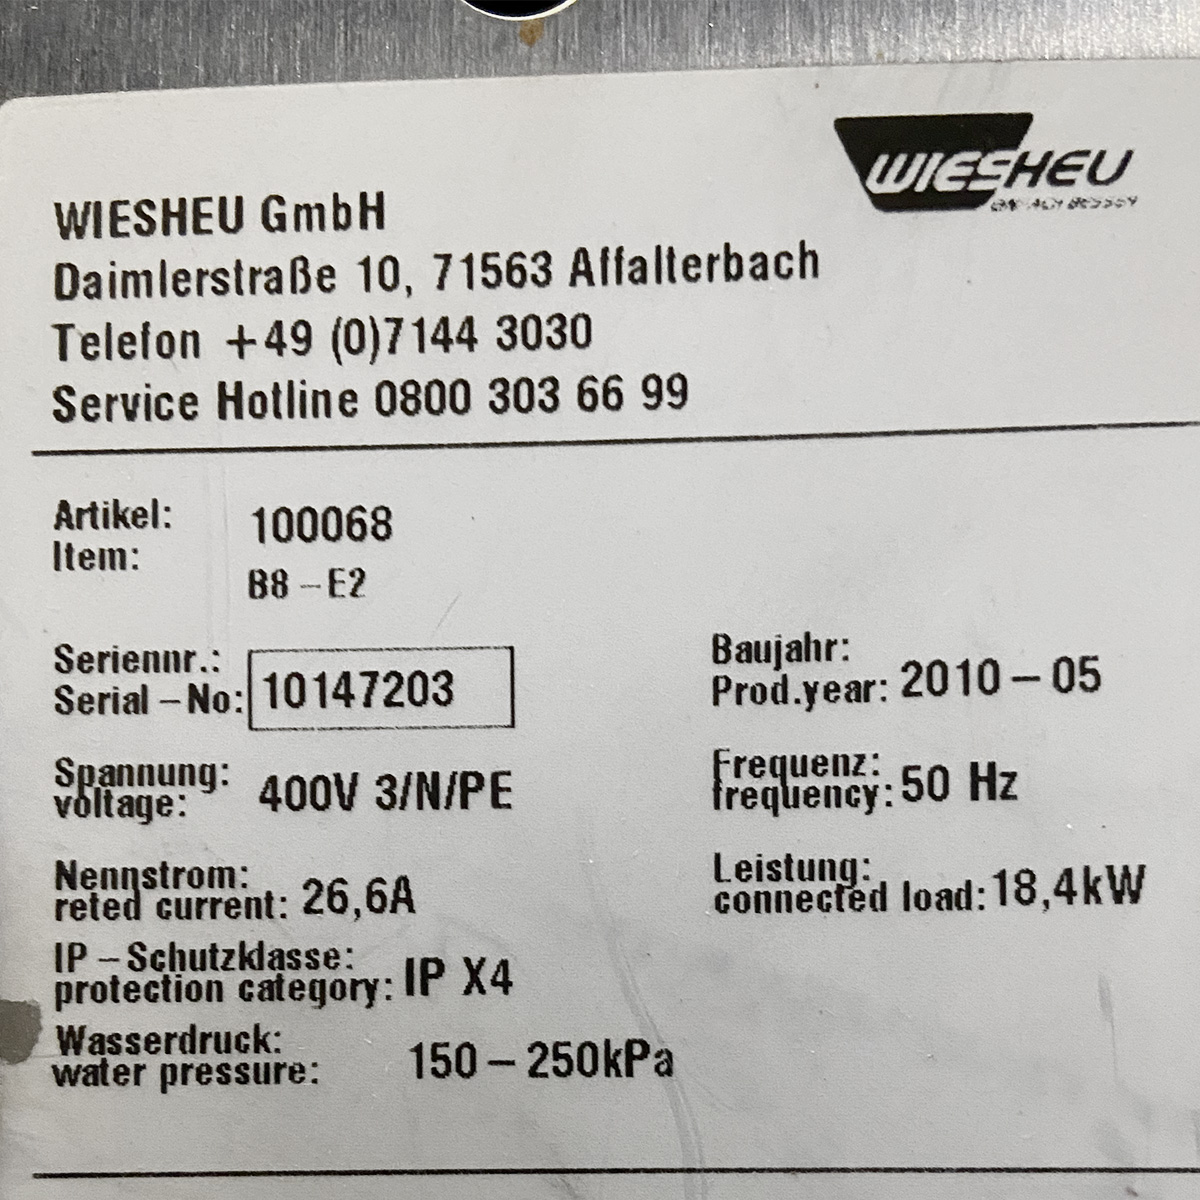 WIESHEU
WIESHEU GmbH
Daimlerstraße 10, 71563 Affalterbach
Telefon +49 (0)7144 3030
Service Hotline 0800 303 66 99
Artikel: 100068
Item:
B8-E2
Seriennr.:
Serial-No: 10147203
Baujahr:
Prod.year: 2010-05
Spannung:
voltage: 400V 3/N/PE
Frequenz:
frequency: 50 Hz
Nennstrom:
reted current: 26,6A
Leistung:
connected load: 18,4kW
IP-Schutzklasse:
protection category: IP X4
Wasserdruck:
water pressure: 150-250kPa